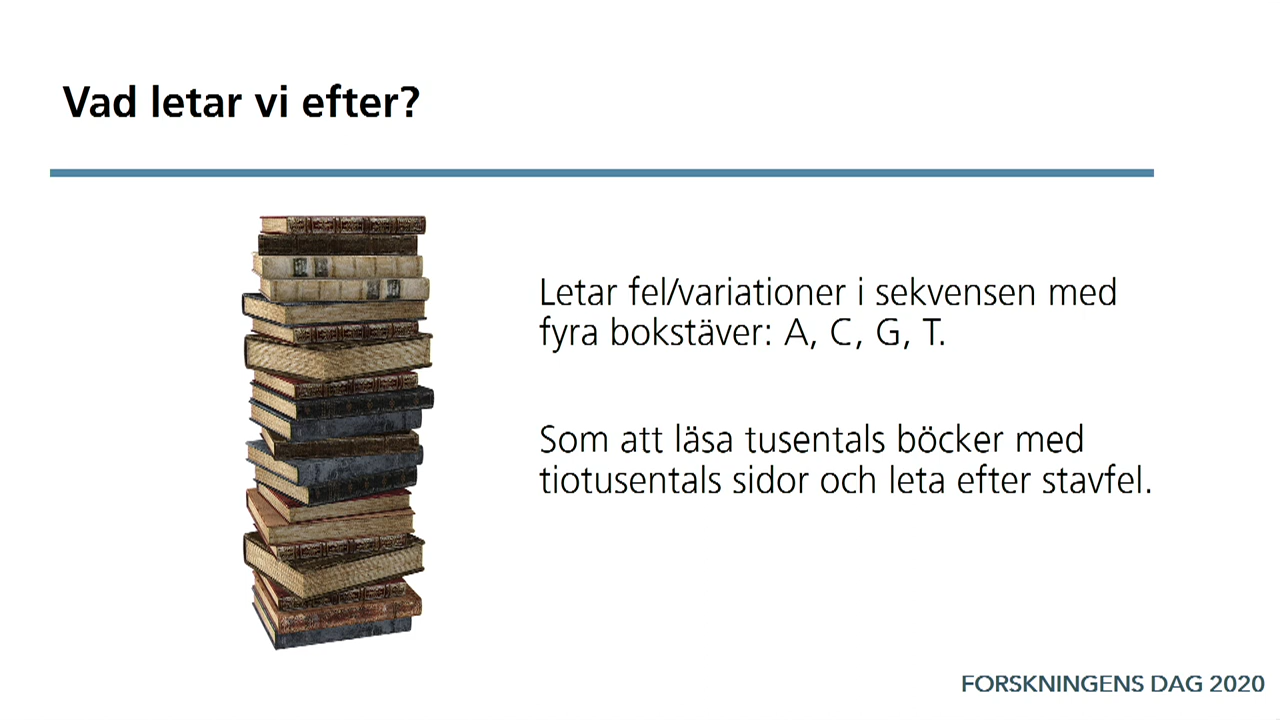 Vad letar vi efter?
Letar fel/variationer i sekvensen med
fyra bokstäver: A, C, G, T.
Som att läsa tusentals böcker med
tiotusentals sidor och leta efter stavfel.
FORSKNINGENS DAG 2020